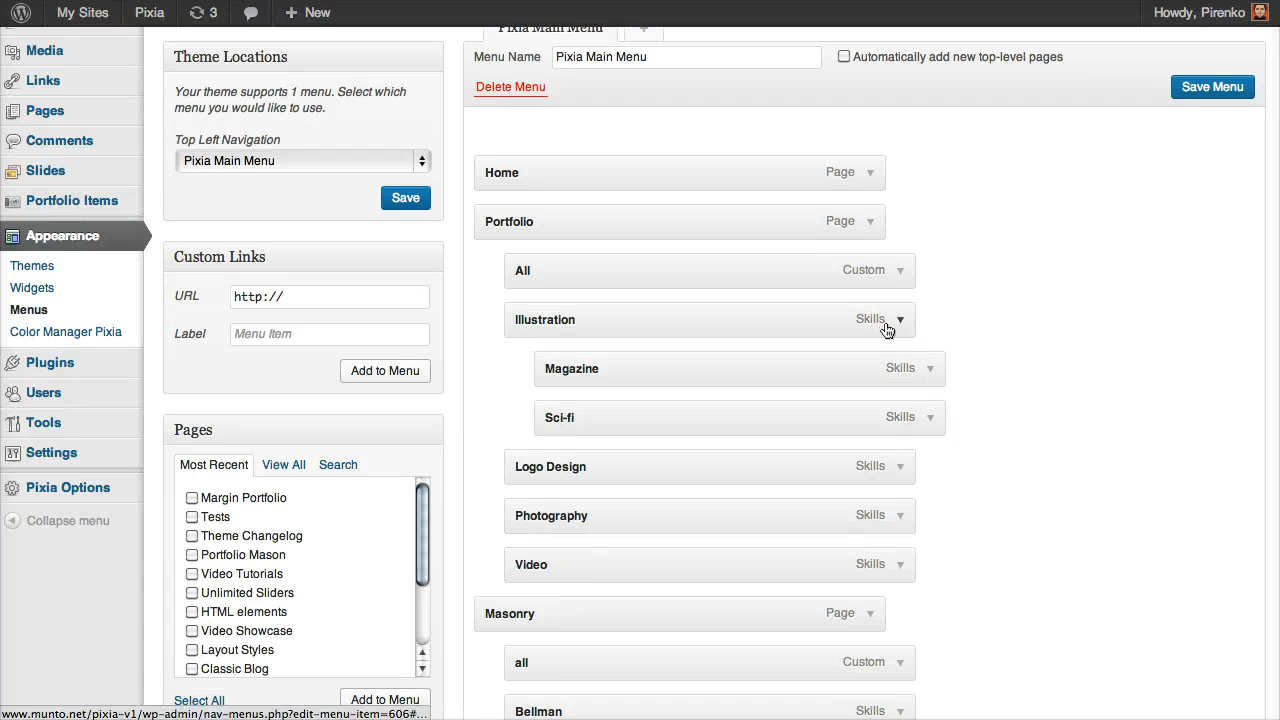 My Sites
Pixia
3
New
Howdy, Pirenko
Media
Links
Pages
Comments
Slides
Portfolio Items
Appearance
Themes
Widgets
Menus
Color Manager Pixia
Plugins
Users
Tools
Settings
Pixia Options
Collapse menu
Theme Locations
Your theme supports 1 menu. Select which
menu you would like to use.
Top Left Navigation
Pixia Main Menu
Save
Custom Links
URL
http://
Label
Menu Item
Add to Menu
Pages
Most Recent
View All
Search
Margin Portfolio
Tests
Theme Changelog
Portfolio Mason
Video Tutorials
Unlimited Sliders
HTML elements
Video Showcase
Layout Styles
Classic Blog
Select All
Add to Menu
Pixia Main Menu
+
Menu Name
Pixia Main Menu
Automatically add new top-level pages
Delete Menu
Save Menu
Home
Page
Portfolio
Page
All
Custom
Illustration
Skills
Magazine
Skills
Sci-fi
Skills
Logo Design
Skills
Photography
Skills
Video
Skills
Masonry
Page
all
Custom
Bellman
Skills
www.munto.net/pixia-v1/wp-admin/nav-menus.php?edit-menu-item=606#...